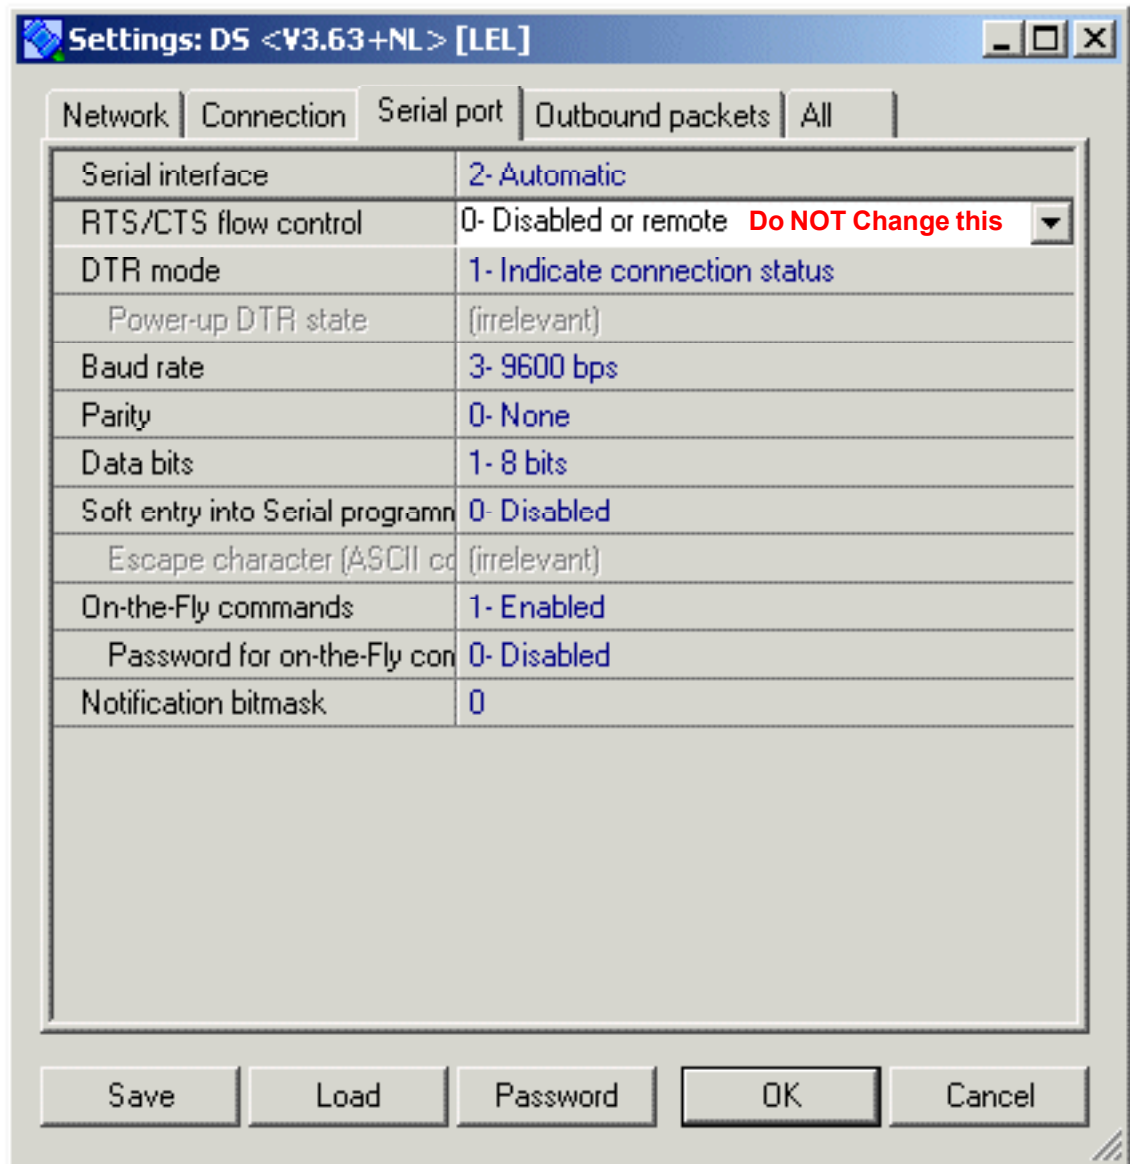 Settings: DS <V3.63+NL> [LEL]
Network Connection Serial port Outbound packets All
Serial interface 2- Automatic
RTS/CTS flow control 0- Disabled or remote Do NOT Change this
DTR mode 1- Indicate connection status
Power-up DTR state (irrelevant)
Baud rate 3- 9600 bps
Parity 0- None
Data bits 1- 8 bits
Soft entry into Serial programn 0- Disabled
Escape character (ASCII co (irrelevant)
On-the-Fly commands 1- Enabled
Password for on-the-Fly con 0- Disabled
Notification bitmask 0
Save Load Password OK Cancel